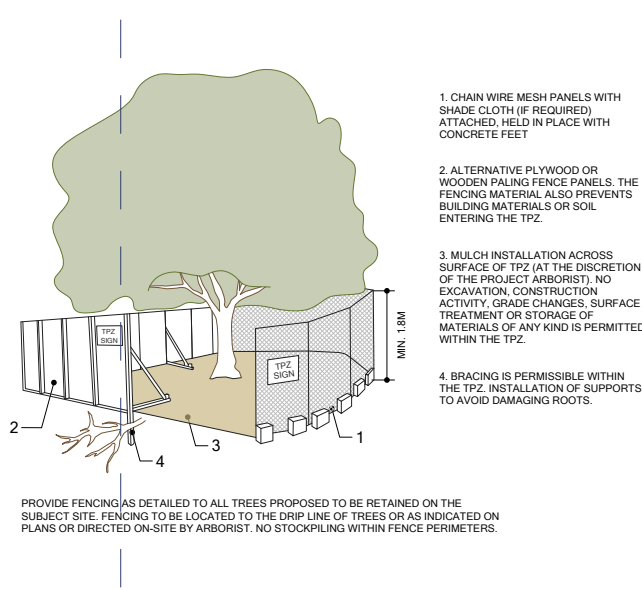 1. CHAIN WIRE MESH PANELS WITH
SHADE CLOTH (IF REQUIRED)
ATTACHED, HELD IN PLACE WITH
CONCRETE FEET
2. ALTERNATIVE PLYWOOD OR
WOODEN PALING FENCE PANELS. THE
FENCING MATERIAL ALSO PREVENTS
BUILDING MATERIALS OR SOIL
ENTERING THE TPZ.
3. MULCH INSTALLATION ACROSS
SURFACE OF TPZ (AT THE DISCRETION
OF THE PROJECT ARBORIST). NO
EXCAVATION, CONSTRUCTION
ACTIVITY, GRADE CHANGES, SURFACE
TREATMENT OR STORAGE OF
MATERIALS OF ANY KIND IS PERMITTED
WITHIN THE TPZ.
4. BRACING IS PERMISSIBLE WITHIN
THE TPZ. INSTALLATION OF SUPPORTS
TO AVOID DAMAGING ROOTS.
MIN. 1.8M
TPZ
SIGN
TPZ
SIGN
2
3
1
4
PROVIDE FENCING AS DETAILED TO ALL TREES PROPOSED TO BE RETAINED ON THE
SUBJECT SITE. FENCING TO BE LOCATED TO THE DRIP LINE OF TREES OR AS INDICATED ON
PLANS OR DIRECTED ON-SITE BY ARBORIST. NO STOCKPILING WITHIN FENCE PERIMETERS.